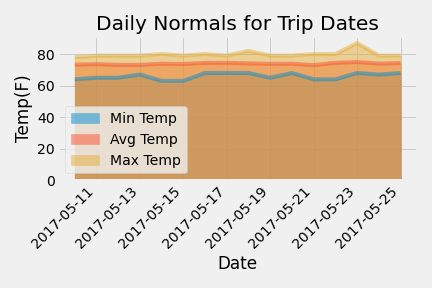 Daily Normals for Trip Dates
Temp(F)
80
60
40
20
0
Min Temp
Avg Temp
Max Temp
2017-05-11
2017-05-13
2017-05-15
2017-05-17
2017-05-19
2017-05-21
2017-05-23
2017-05-25
Date